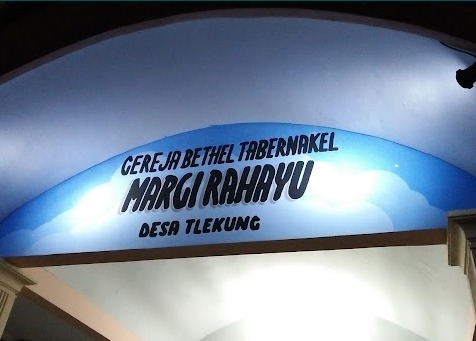 GEREJA BETHEL TABERNAKEL
MARGI RAHAYU
DESA TLEKUNG